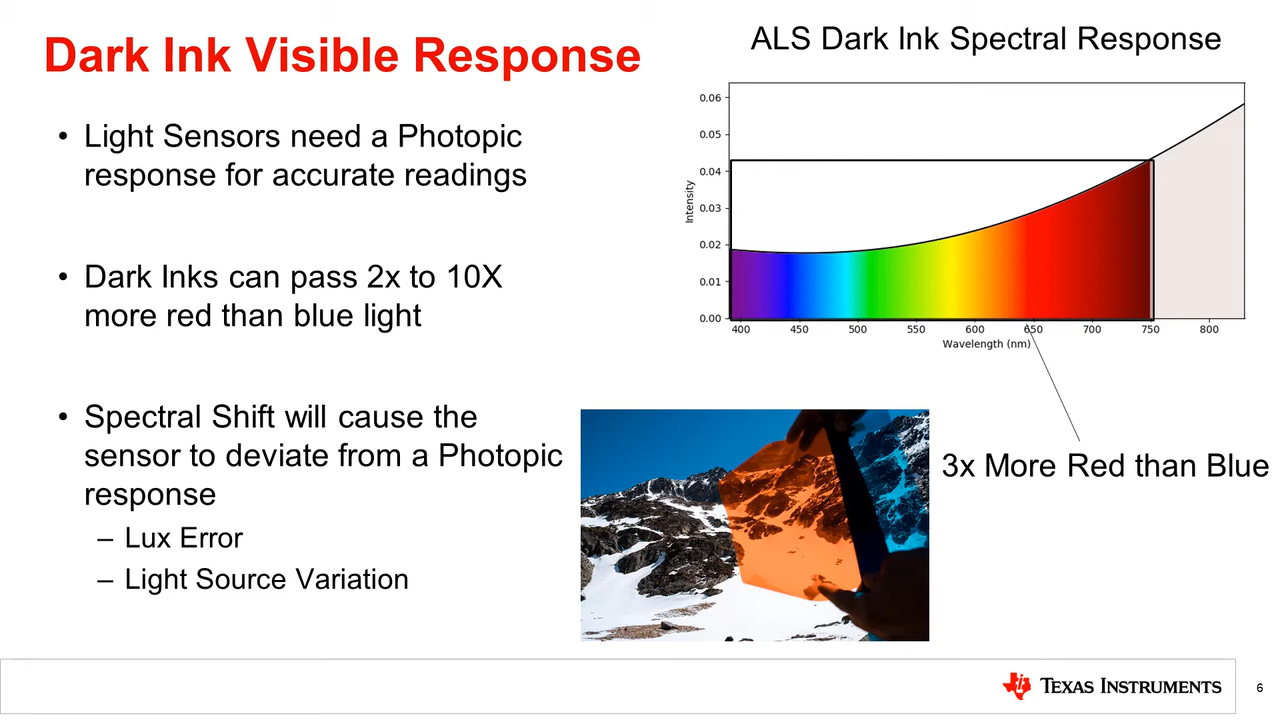 Dark Ink Visible Response
• Light Sensors need a Photopic
response for accurate readings
• Dark Inks can pass 2x to 10X
more red than blue light
• Spectral Shift will cause the
sensor to deviate from a Photopic
response
– Lux Error
– Light Source Variation
ALS Dark Ink Spectral Response
0.06
0.05
0.04
0.03
0.02
0.01
0.00
Intensity
400 450 500 550 600 650 700 750 800
Wavelength (nm)
3x More Red than Blue
Texas Instruments
6